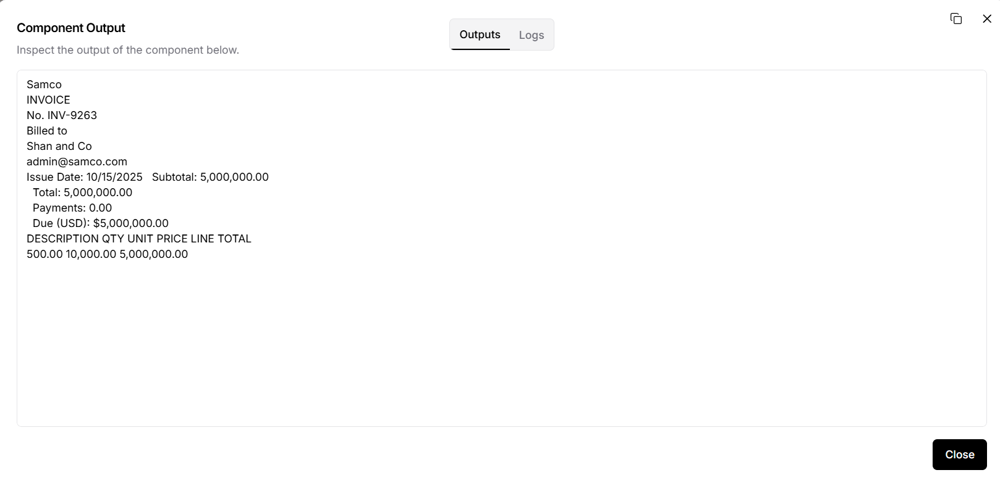 Component Output
Inspect the output of the component below.
Outputs
Logs
Samco
INVOICE
No. INV-9263
Billed to
Shan and Co
admin@samco.com
Issue Date: 10/15/2025   Subtotal: 5,000,000.00
Total: 5,000,000.00
Payments: 0.00
Due (USD): $5,000,000.00
DESCRIPTION QTY UNIT PRICE LINE TOTAL
500.00 10,000.00 5,000,000.00
Close